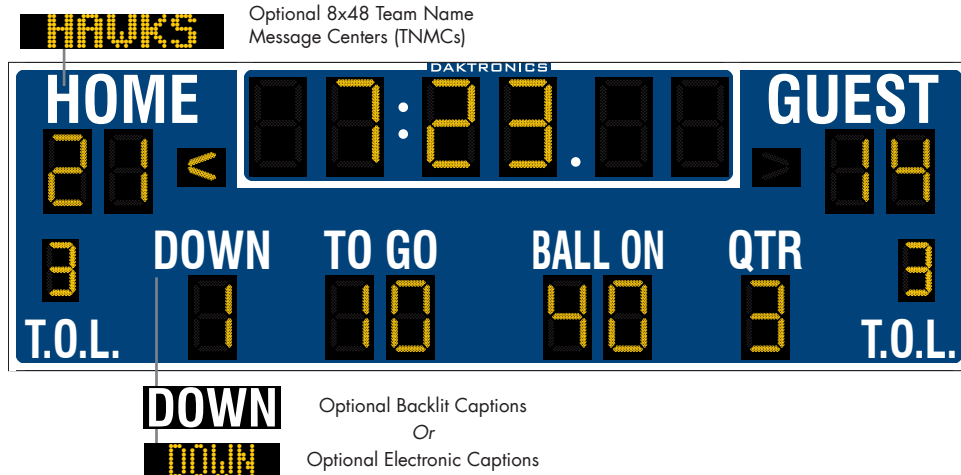 HAWKS
Optional 8x48 Team Name
Message Centers (TNMCs)
DAKTRONICS
HOME 7:23. GUEST
21 < > 14
DOWN TO GO BALL ON QTR
3 1 10 40 3 3
T.O.L. T.O.L.
DOWN
Optional Backlit Captions
Or
DOWN
Optional Electronic Captions